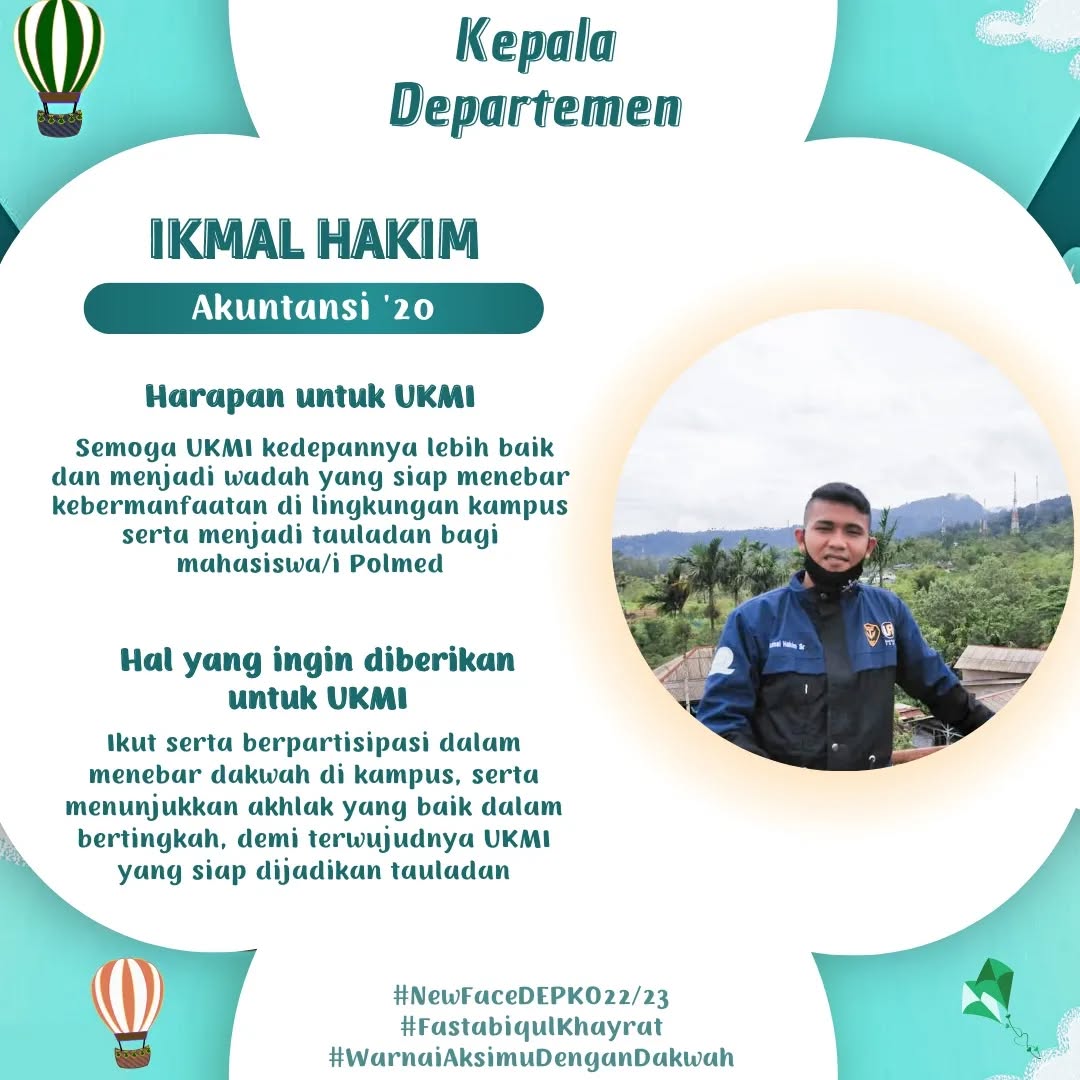 Kepala
Departemen
IKMAL HAKIM
Akuntansi '20
Harapan untuk UKMI
Semoga UKMI kedepannya lebih baik
dan menjadi wadah yang siap menebar
kebermanfaatan di lingkungan kampus
serta menjadi tauladan bagi
mahasiswa/i Polmed
Hal yang ingin diberikan
untuk UKMI
Ikut serta berpartisipasi dalam
menebar dakwah di kampus, serta
menunjukkan akhlak yang baik dalam
bertingkah, demi terwujudnya UKMI
yang siap dijadikan tauladan
Hakim Sr
#NewFaceDEPKO22/23
#FastabiqulKhayrat
#WarnaiAksimuDenganDakwah